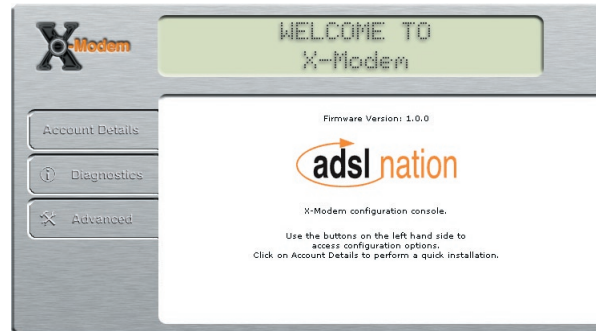 X-Modem
WELCOME TO
X-Modem
Account Details
Diagnostics
Advanced
Firmware Version: 1.0.0
adsl nation
X-Modem configuration console.
Use the buttons on the left hand side to
access configuration options.
Click on Account Details to perform a quick installation.